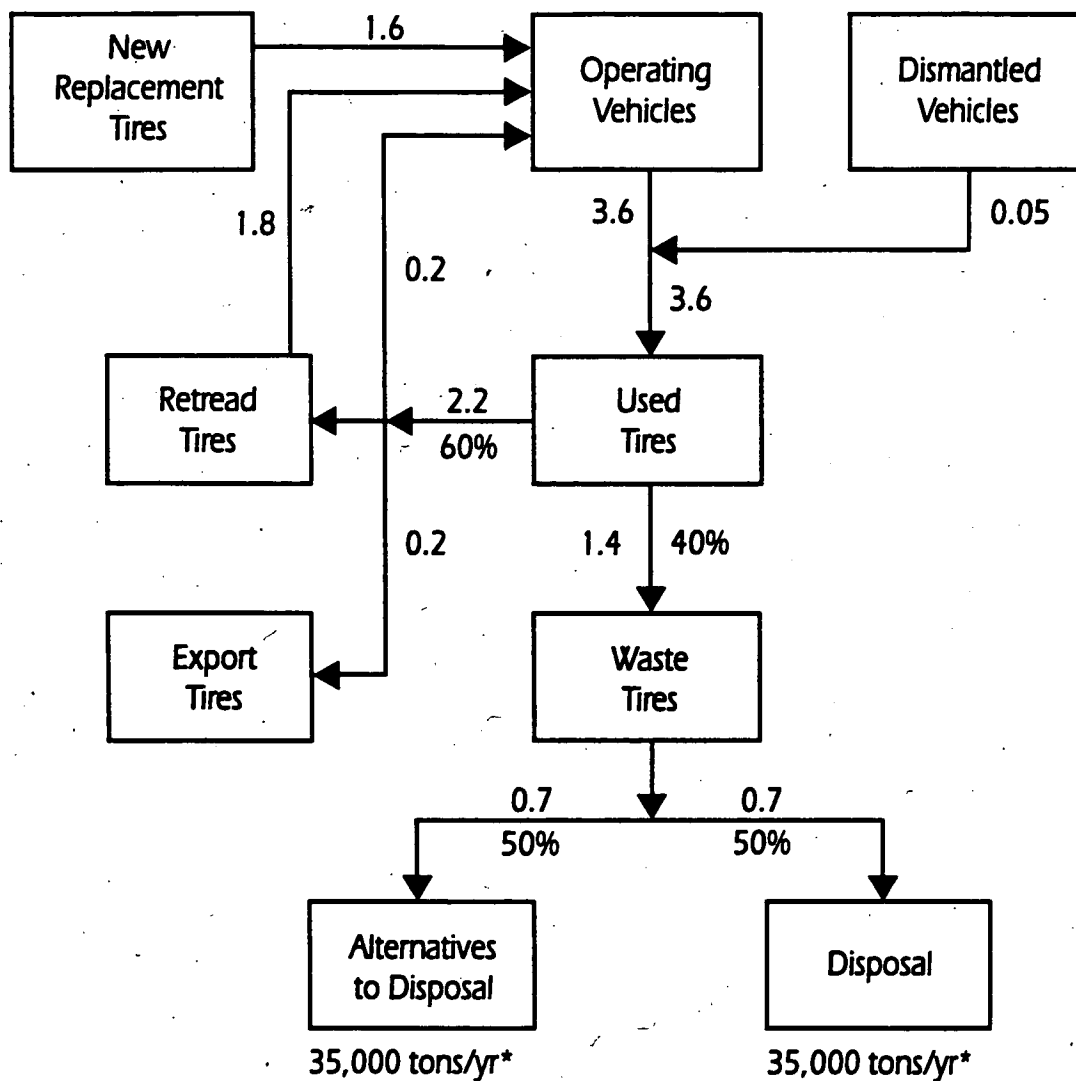 New
Replacement
Tires
1.6
Operating
Vehicles
Dismantled
Vehicles
1.8
0.2
3.6
0.05
3.6
Retread
Tires
2.2
60%
Used
Tires
0.2
1.4 40%
Export
Tires
Waste
Tires
0.7
50%
0.7
50%
Alternatives
to Disposal
Disposal
35,000 tons/yr*
35,000 tons/yr*